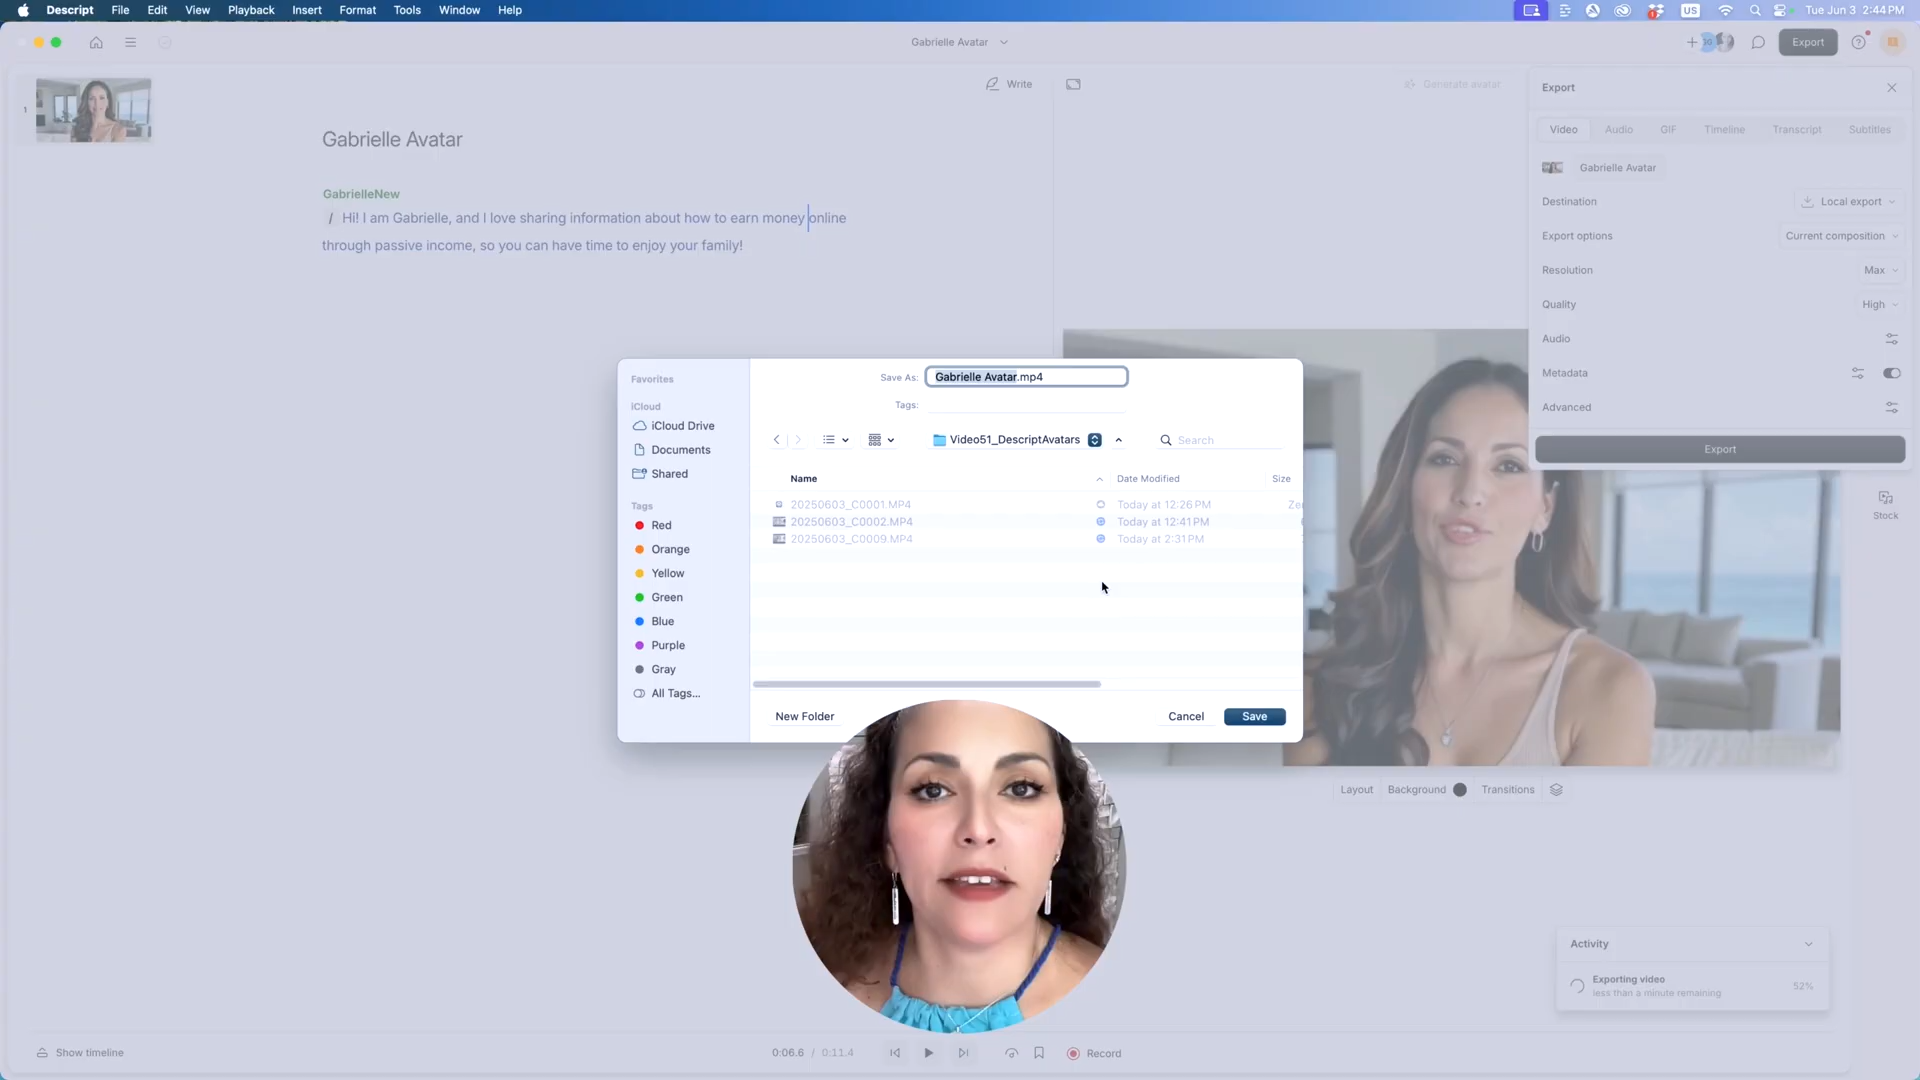 Descript File Edit View Playback Insert Format Tools Window Help
US Tue Jun 3 2:44 PM
Gabrielle Avatar
Export
1
Write
Generate avatar
Gabrielle Avatar
GabrielleNew
/ Hi! I am Gabrielle, and I love sharing information about how to earn money online
through passive income, so you can have time to enjoy your family!
Export
Video Audio GIF Timeline Transcript Subtitles
Gabrielle Avatar
Destination Local export
Export options Current composition
Resolution Max
Quality High
Audio
Metadata
Advanced
Export
Stock
Favorites
iCloud
iCloud Drive
Documents
Shared
Tags
Red
Orange
Yellow
Green
Blue
Purple
Gray
All Tags...
Save As: Gabrielle Avatar.mp4
Tags:
Video51_DescriptAvatars
Search
Name Date Modified Size
20250603_C0001.MP4 Today at 12:26 PM
20250603_C0002.MP4 Today at 12:41 PM
20250603_C0009.MP4 Today at 2:31 PM
New Folder Cancel Save
Layout Background Transitions
Activity
Exporting video
less than a minute remaining
52%
Show timeline
0:06.6 / 0:11.4
Record